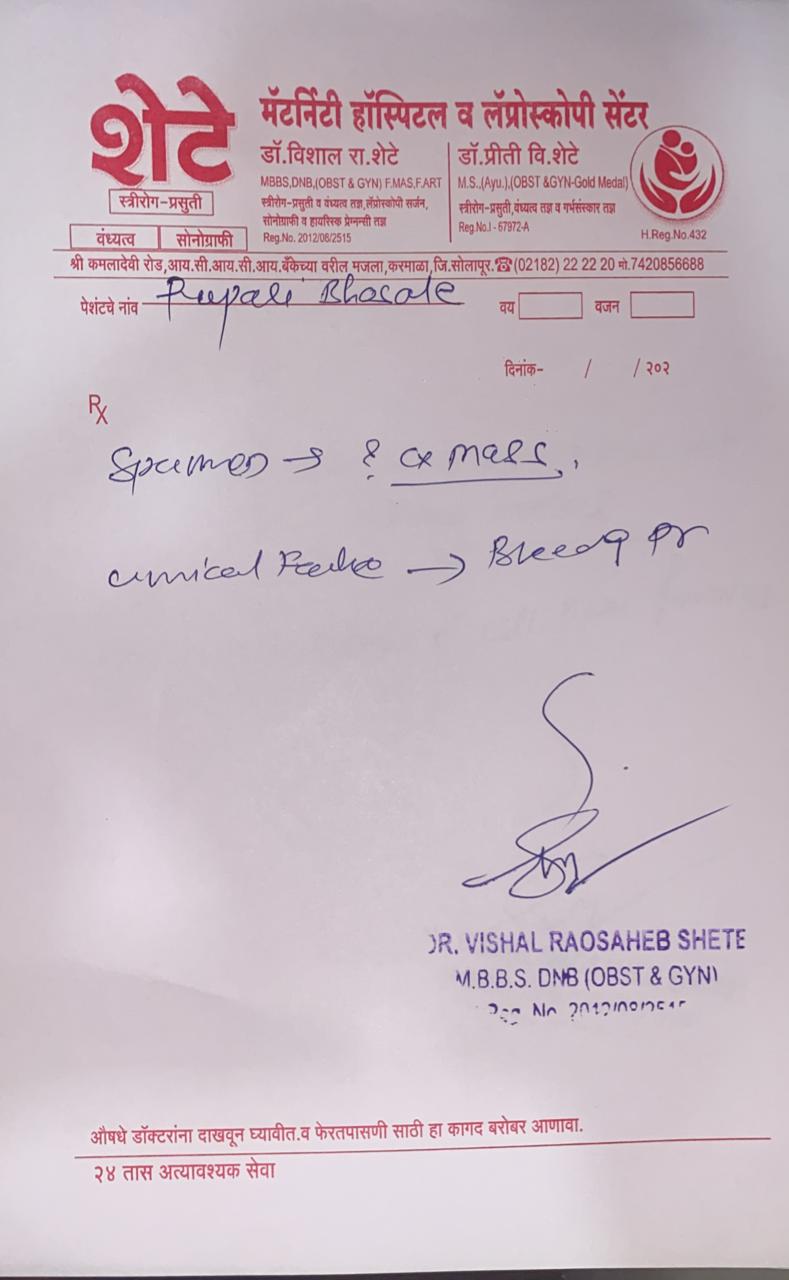 शेटे
मॅटर्निटी हॉस्पिटल व लॅप्रोस्कोपी सेंटर
स्त्रीरोग-प्रसुती
वंध्यत्व सोनोग्राफी
डॉ.विशाल रा.शेटे
MBBS,DNB,(OBST & GYN) F.MAS,F.ART
स्त्रीरोग-प्रसुती व वंध्यत्व तज्ञ,लॅप्रोस्कोपी सर्जन,
सोनोग्राफी व हायरिस्क प्रेग्नन्सी तज्ञ
Reg.No. 2012/06/2515
डॉ.प्रीती वि.शेटे
M.S.,(Ayu.),(OBST &GYN-Gold Medal)
स्त्रीरोग-प्रसुती,वंध्यत्व तज्ञ व गर्भसंस्कार तज्ञ
Reg.No.I - 67972-A
H.Reg.No.432
श्री कमलादेवी रोड,आय.सी.आय.सी.आय.बँकेच्या वरील मजला,करमाळा,जि.सोलापूर.☎(02182) 22 22 20 मो.7420856688
पेशंटचे नांव Rupali Bhosale वय वजन
दिनांक- / / २०२
Rx
Specimen → ? cx mass.
clinical → Bleeding Pr
DR. VISHAL RAOSAHEB SHETE
M.B.B.S. DNB (OBST & GYN)
Reg No
औषधे डॉक्टरांना दाखवून घ्यावीत.व फेरतपासणी साठी हा कागद बरोबर आणावा.
२४ तास अत्यावश्यक सेवा